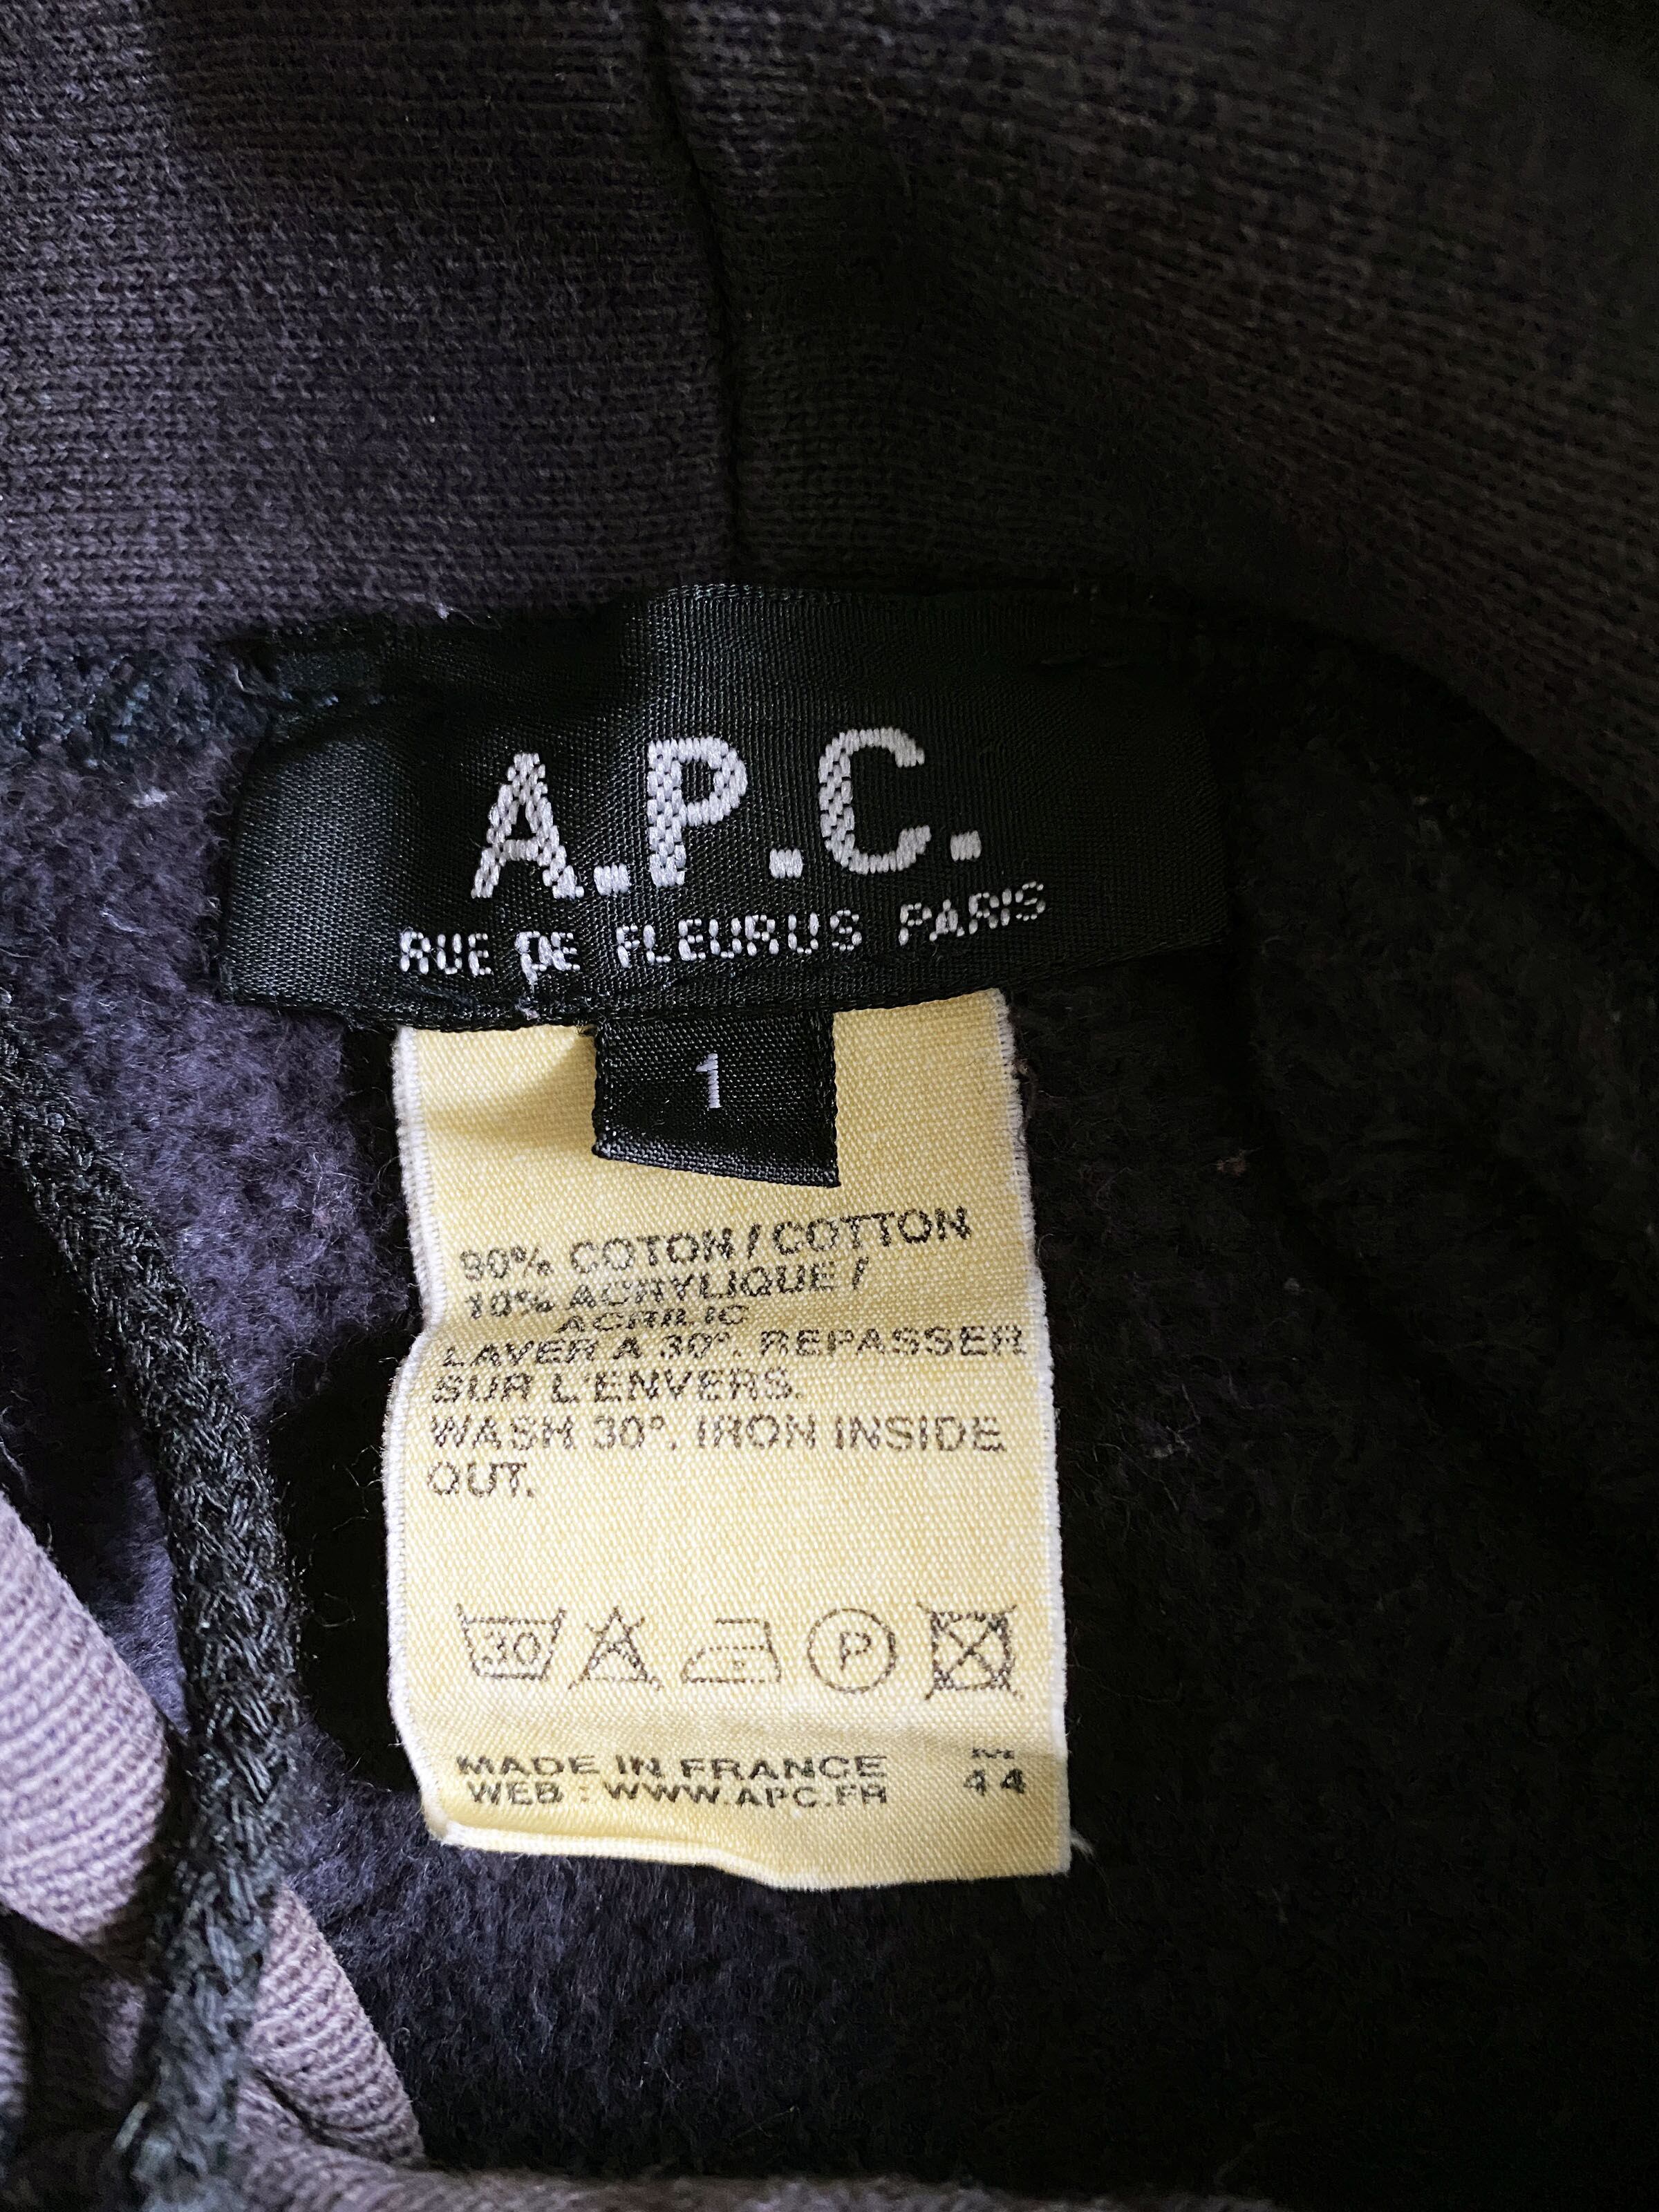 A.P.C.
RUE DE FLEURUS PARIS
1
90% COTON / COTTON
10% ACRYLIQUE /
ACRILIC
LAVER A 30°. REPASSER
SUR L'ENVERS.
WASH 30°. IRON INSIDE
OUT.
30 P
MADE IN FRANCE M
WEB : WWW.APC.FR 44